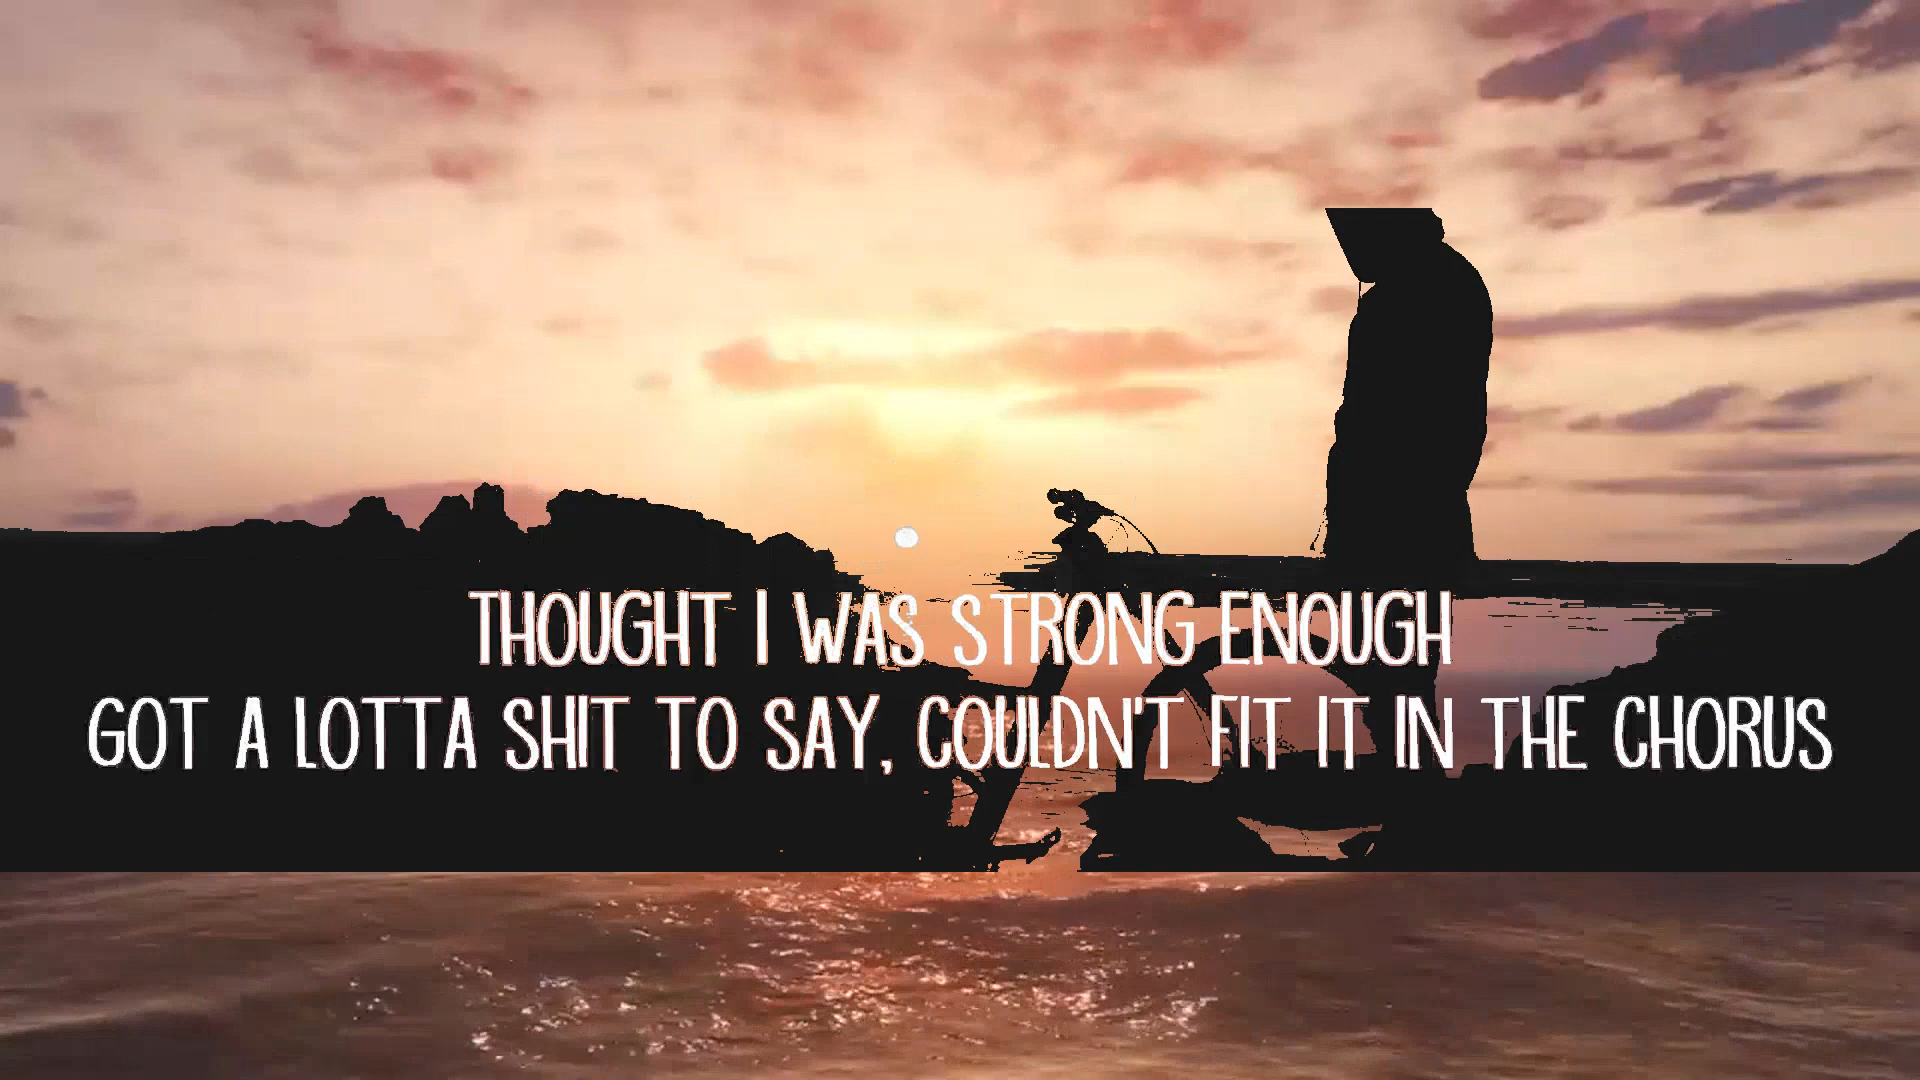 THOUGHT I WAS STRONG ENOUGH
GOT A LOTTA SHIT TO SAY, COULDN'T FIT IT IN THE CHORUS